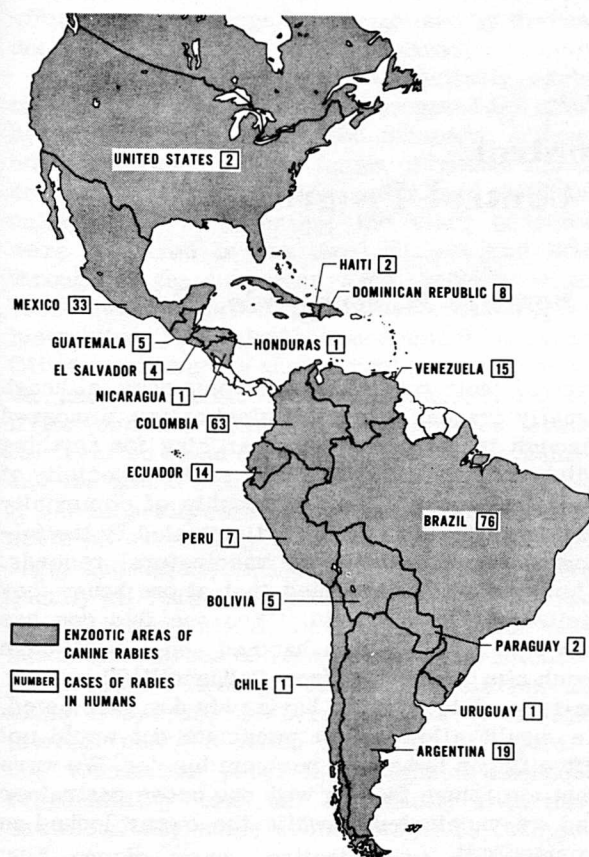 UNITED STATES 2
HAITI 2
DOMINICAN REPUBLIC 8
MEXICO 33
GUATEMALA 5
HONDURAS 1
EL SALVADOR 4
VENEZUELA 15
NICARAGUA 1
COLOMBIA 63
ECUADOR 14
BRAZIL 76
PERU 7
BOLIVIA 5
ENZOOTIC AREAS OF
CANINE RABIES
PARAGUAY 2
NUMBER CASES OF RABIES
IN HUMANS
CHILE 1
URUGUAY 1
ARGENTINA 19